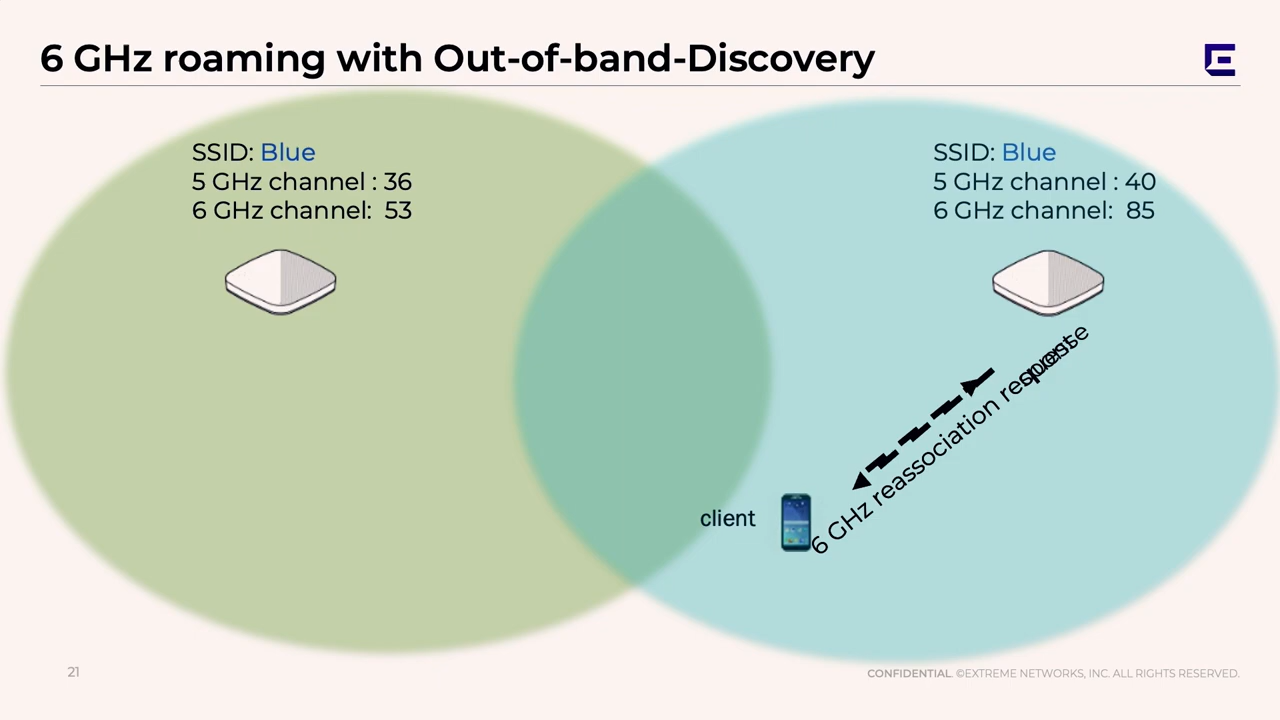 6 GHz roaming with Out-of-band-Discovery
SSID: Blue
5 GHz channel : 36
6 GHz channel:  53
SSID: Blue
5 GHz channel : 40
6 GHz channel:  85
6 GHz reassociation response
client
21
CONFIDENTIAL. ©EXTREME NETWORKS, INC. ALL RIGHTS RESERVED.